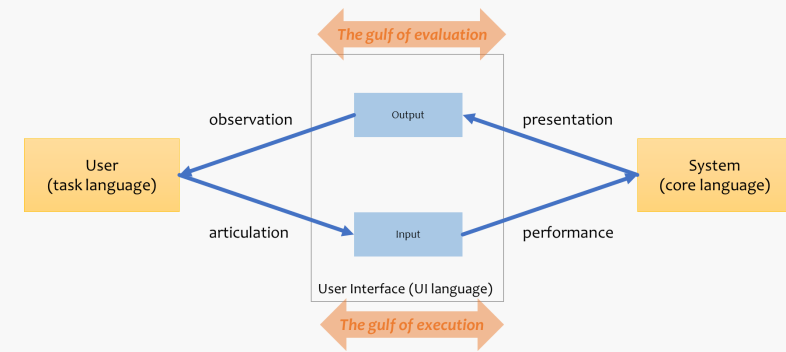 The gulf of evaluation
observation
Output
presentation
User
(task language)
System
(core language)
articulation
Input
performance
User Interface (UI language)
The gulf of execution